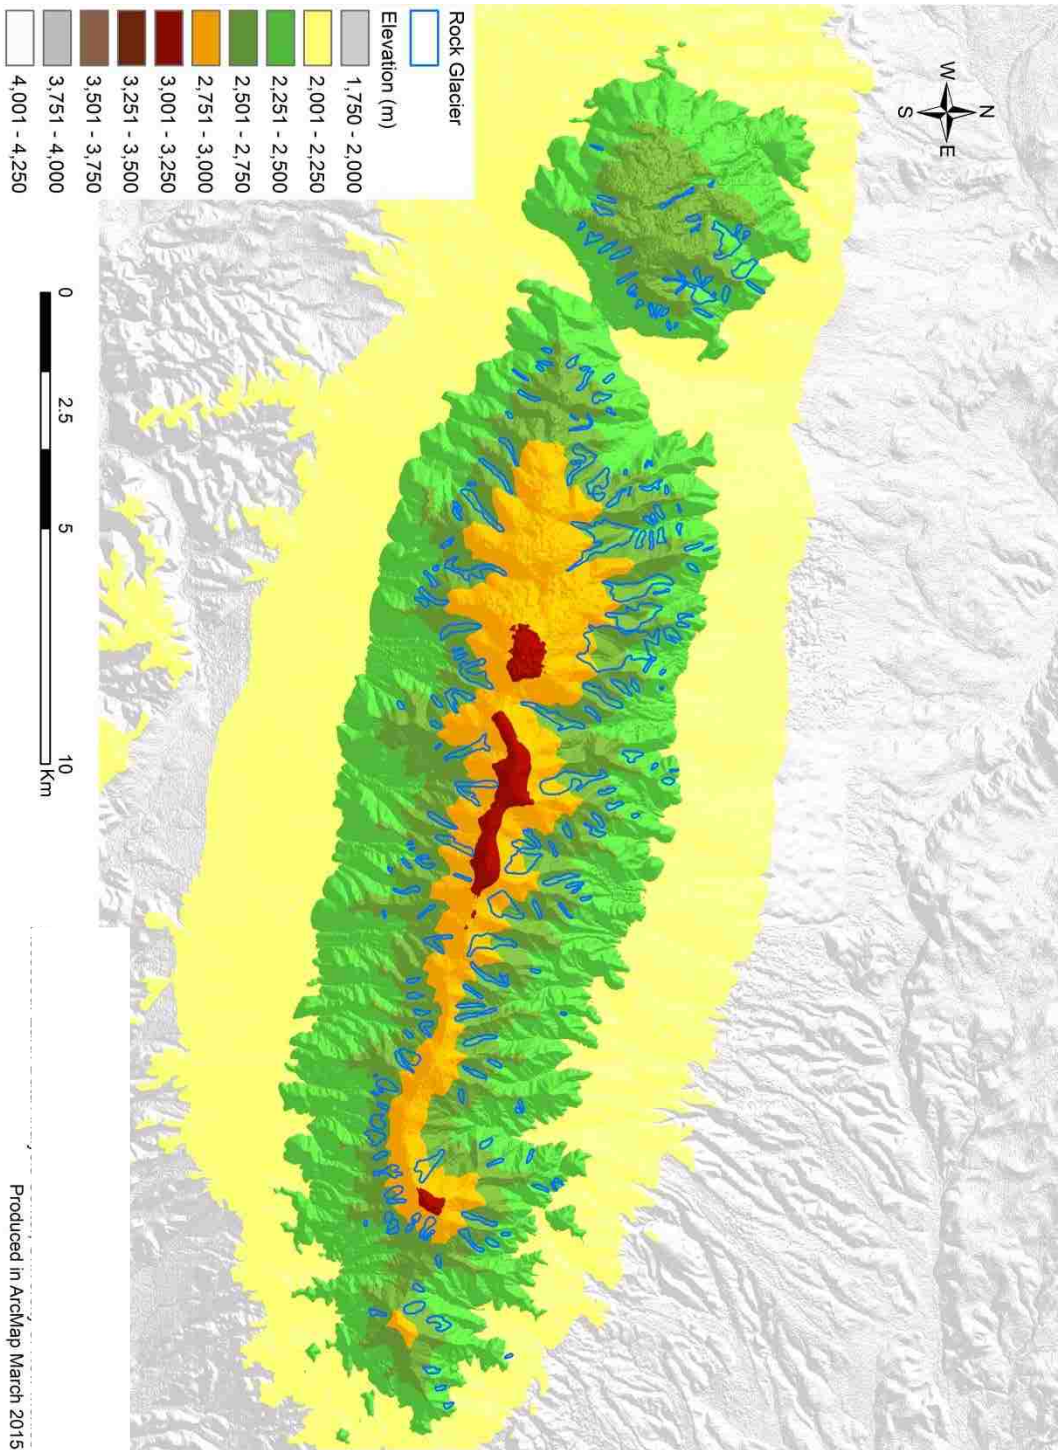 N
W
E
S
Rock Glacier
Elevation (m)
1,750 - 2,000
2,001 - 2,250
2,251 - 2,500
2,501 - 2,750
2,751 - 3,000
3,001 - 3,250
3,251 - 3,500
3,501 - 3,750
3,751 - 4,000
4,001 - 4,250
0 2.5 5 10
Km
Produced in ArcMap March 2015